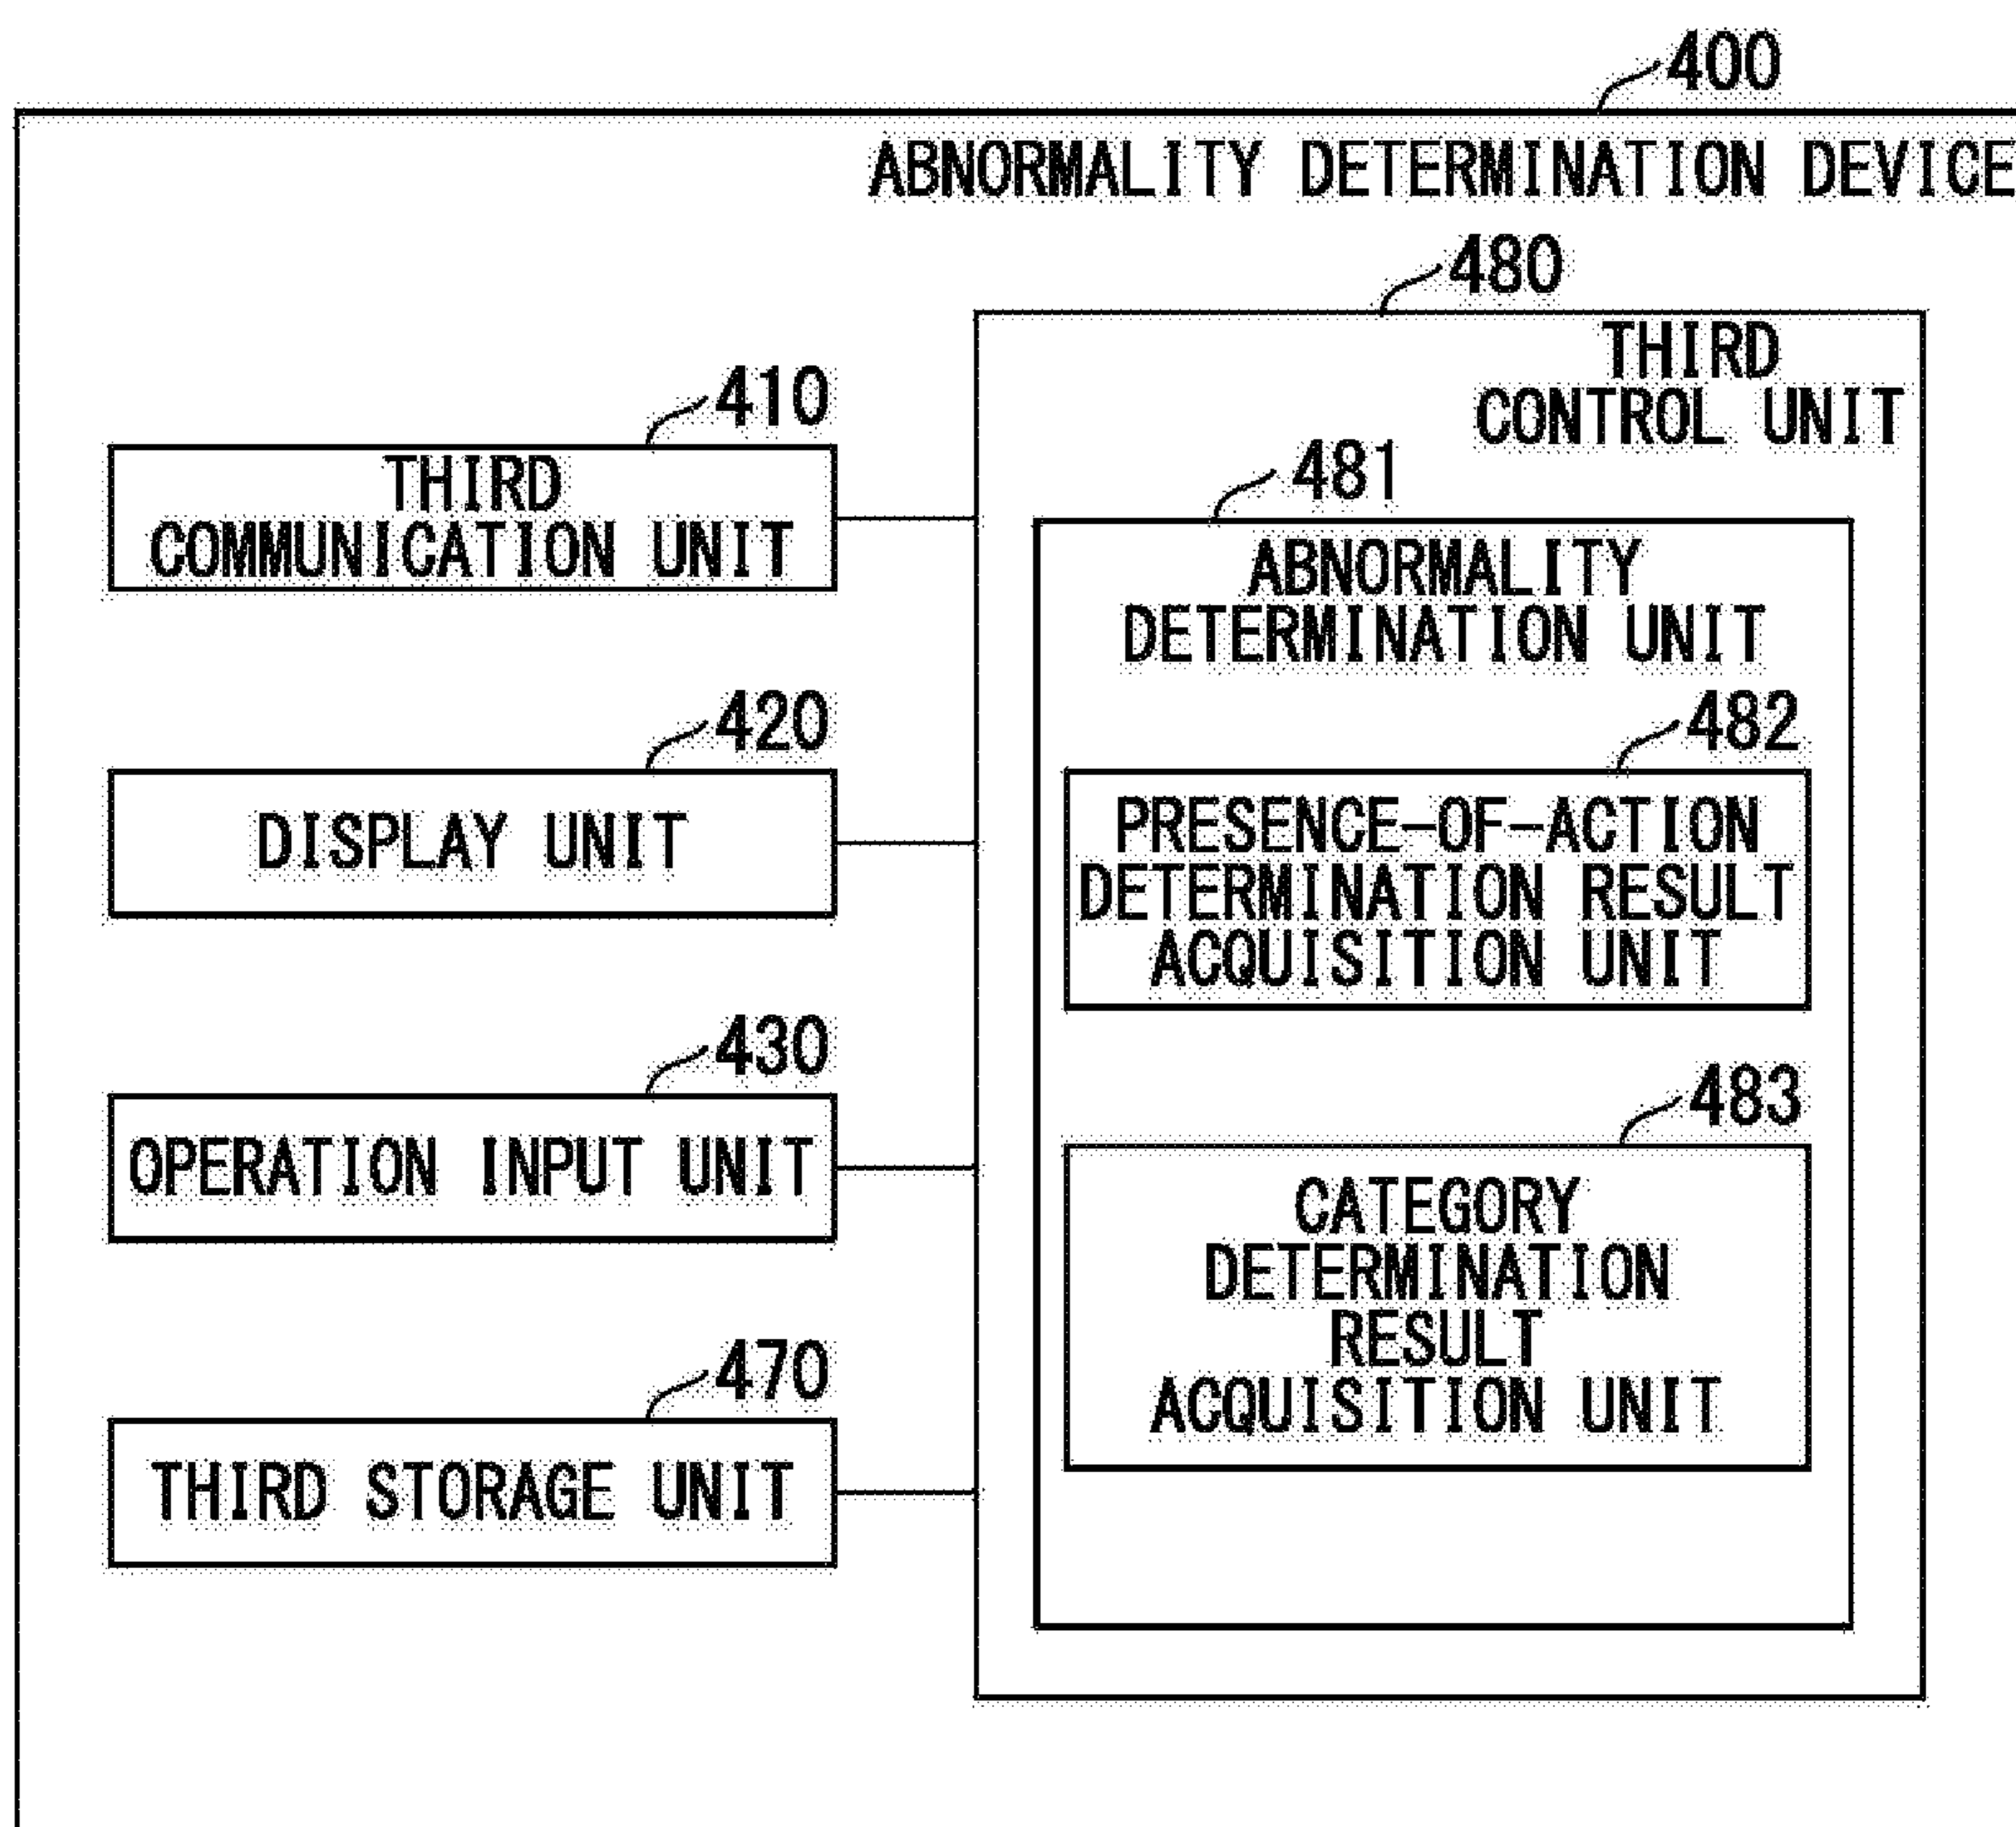 400
ABNORMALITY DETERMINATION DEVICE
480
THIRD
CONTROL UNIT
410
THIRD
COMMUNICATION UNIT
481
ABNORMALITY
DETERMINATION UNIT
420
DISPLAY UNIT
482
PRESENCE-OF-ACTION
DETERMINATION RESULT
ACQUISITION UNIT
430
OPERATION INPUT UNIT
483
CATEGORY
DETERMINATION
RESULT
ACQUISITION UNIT
470
THIRD STORAGE UNIT